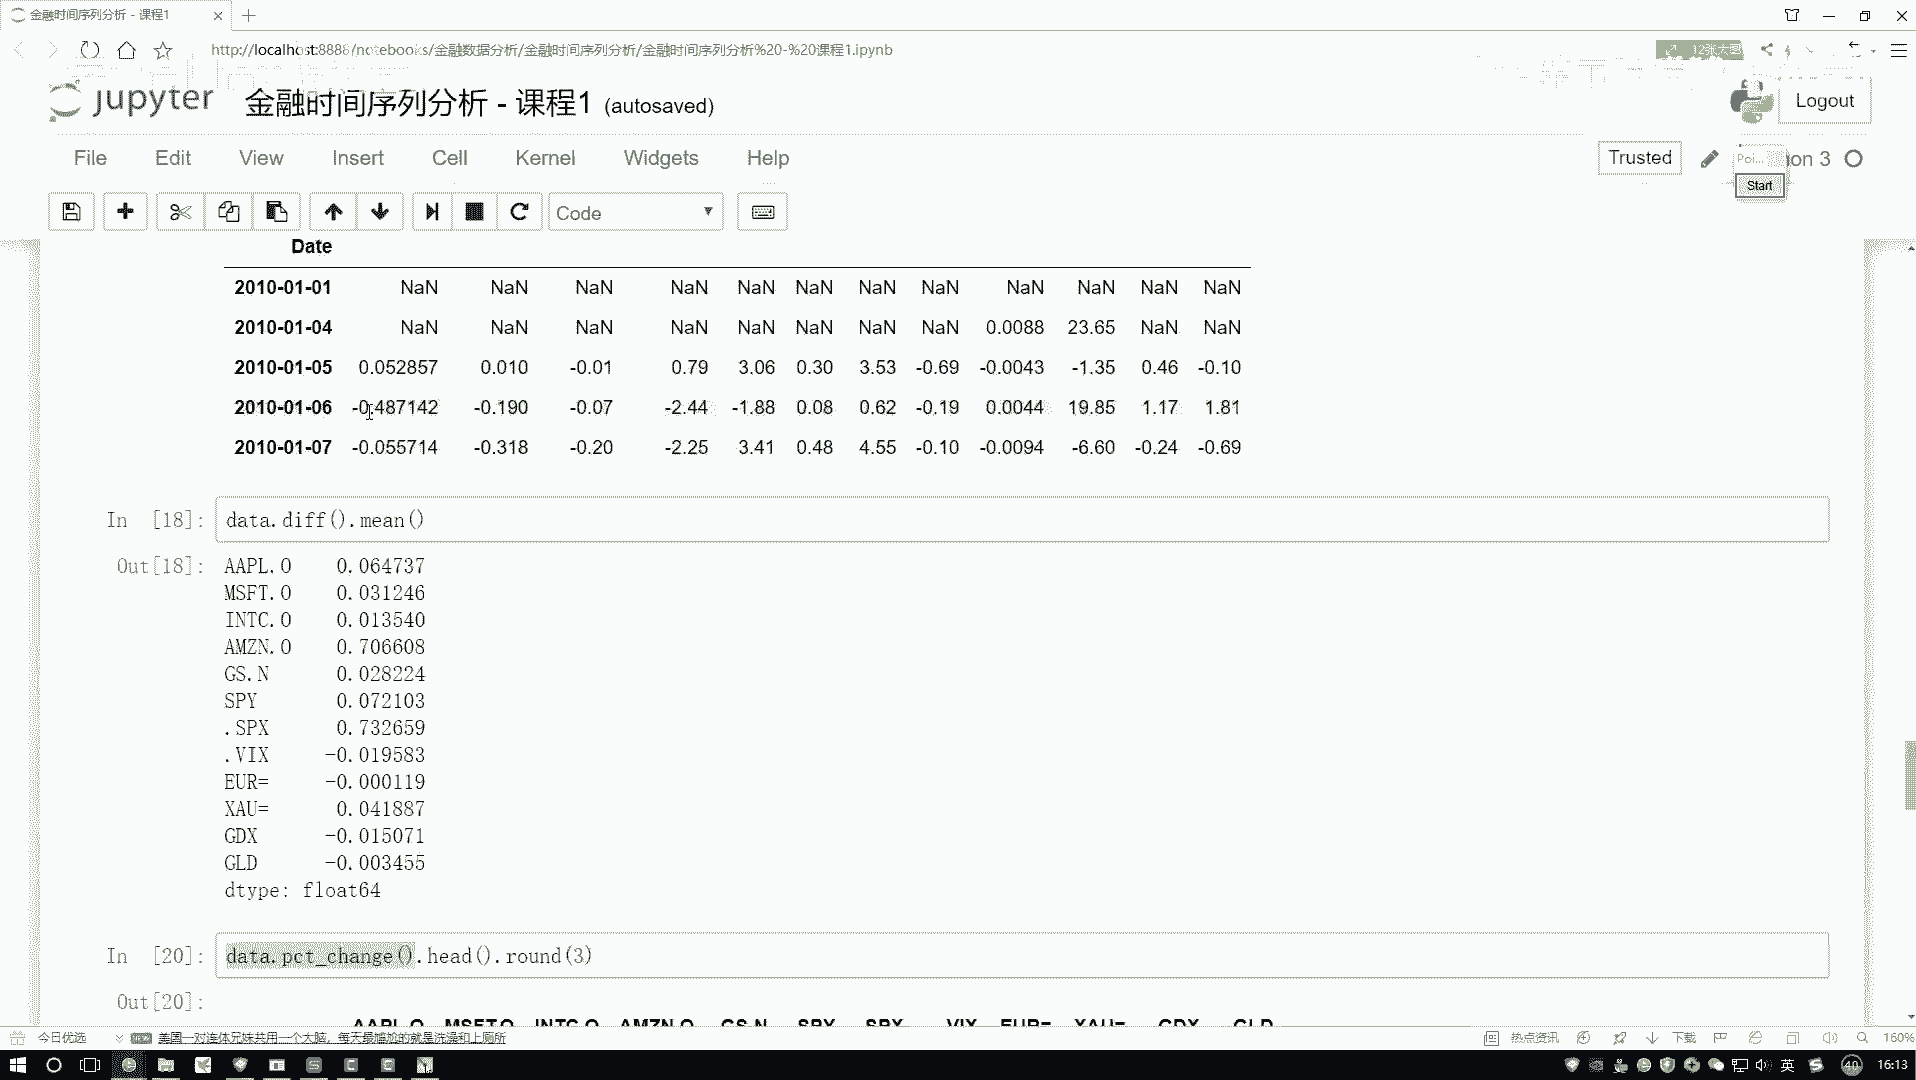 金融时间序列分析 - 课程1
http://localhost:8888/notebooks/金融数据分析/金融时间序列分析/金融时间序列分析%20-%20课程1.ipynb
12张大图
jupyter 金融时间序列分析 - 课程1 (autosaved)
Logout
File Edit View Insert Cell Kernel Widgets Help
Trusted
Poi... on 3
Start
Code
Date
2010-01-01 NaN NaN NaN NaN NaN NaN NaN NaN NaN NaN NaN NaN
2010-01-04 NaN NaN NaN NaN NaN NaN NaN NaN 0.0088 23.65 NaN NaN
2010-01-05 0.052857 0.010 -0.01 0.79 3.06 0.30 3.53 -0.69 -0.0043 -1.35 0.46 -0.10
2010-01-06 -0.487142 -0.190 -0.07 -2.44 -1.88 0.08 0.62 -0.19 0.0044 19.85 1.17 1.81
2010-01-07 -0.055714 -0.318 -0.20 -2.25 3.41 0.48 4.55 -0.10 -0.0094 -6.60 -0.24 -0.69
In [18]: data.diff().mean()
Out[18]: AAPL.O 0.064737
MSFT.O 0.031246
INTC.O 0.013540
AMZN.O 0.706608
GS.N 0.028224
SPY 0.072103
.SPX 0.732659
.VIX -0.019583
EUR= -0.000119
XAU= 0.041887
GDX -0.015071
GLD -0.003455
dtype: float64
In [20]: data.pct_change().head().round(3)
Out[20]:
AAPL.O MSFT.O INTC.O AMZN.O GS.N SPY .SPX .VIX EUR= XAU= GDX GLD
今日优选
美国一对连体兄妹共用一个大脑，每天最尴尬的就是洗澡和上厕所
热点资讯
下载
160%
英
40
16:13